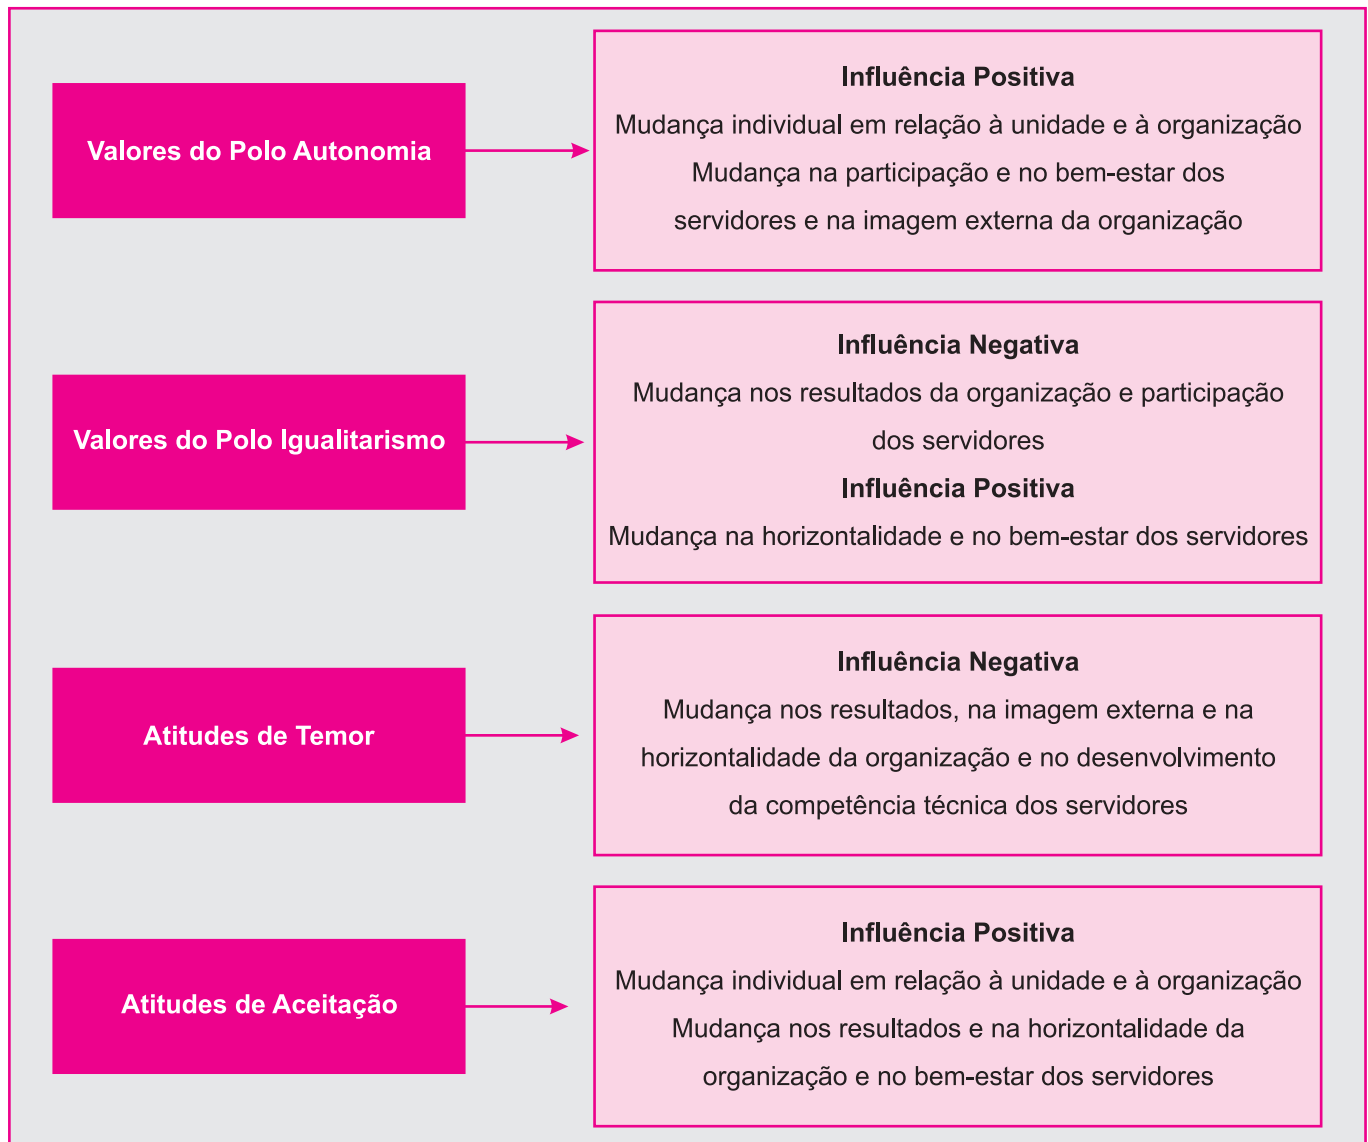 Valores do Polo Autonomia
Influência Positiva
Mudança individual em relação à unidade e à organização
Mudança na participação e no bem-estar dos
servidores e na imagem externa da organização
Valores do Polo Igualitarismo
Influência Negativa
Mudança nos resultados da organização e participação
dos servidores
Influência Positiva
Mudança na horizontalidade e no bem-estar dos servidores
Atitudes de Temor
Influência Negativa
Mudança nos resultados, na imagem externa e na
horizontalidade da organização e no desenvolvimento
da competência técnica dos servidores
Atitudes de Aceitação
Influência Positiva
Mudança individual em relação à unidade e à organização
Mudança nos resultados e na horizontalidade da
organização e no bem-estar dos servidores